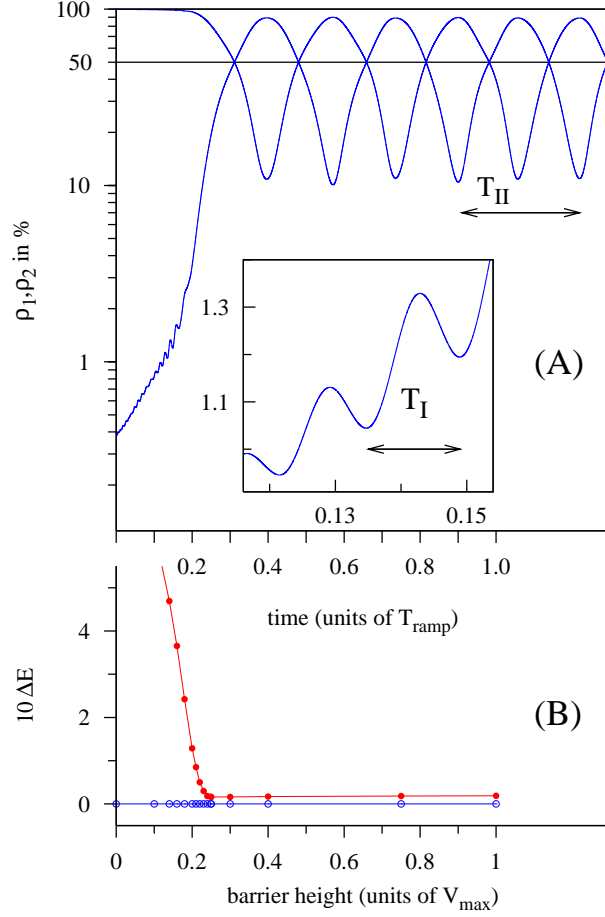 100
50
10
1
ρ1,ρ2 in %
T_II
1.3
1.1
T_I
0.13
0.15
(A)
0.2 0.4 0.6 0.8 1.0
time (units of T_ramp)
4
2
0
10 ΔE
(B)
0 0.2 0.4 0.6 0.8 1
barrier height (units of V_max)